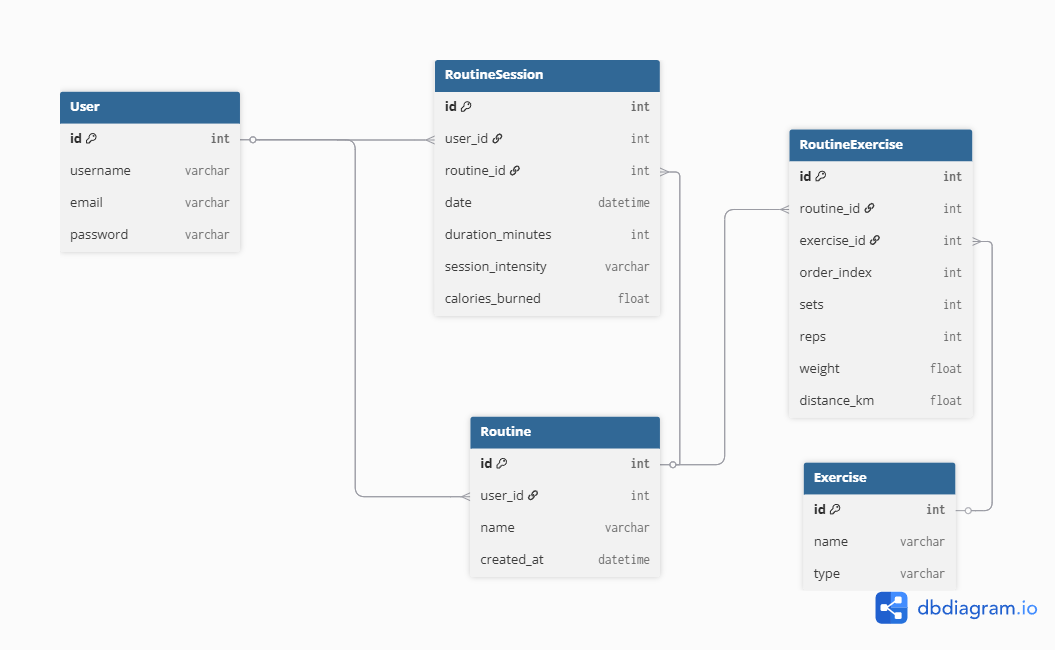 User
id int
username varchar
email varchar
password varchar
RoutineSession
id int
user_id int
routine_id int
date datetime
duration_minutes int
session_intensity varchar
calories_burned float
Routine
id int
user_id int
name varchar
created_at datetime
RoutineExercise
id int
routine_id int
exercise_id int
order_index int
sets int
reps int
weight float
distance_km float
Exercise
id int
name varchar
type varchar
dbdiagram.io